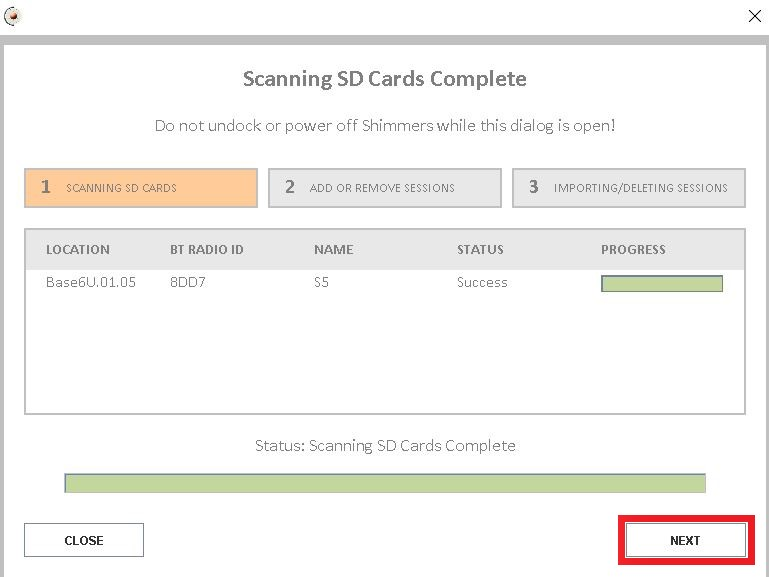 Scanning SD Cards Complete
Do not undock or power off Shimmers while this dialog is open!
1 SCANNING SD CARDS 2 ADD OR REMOVE SESSIONS 3 IMPORTING/DELETING SESSIONS
LOCATION BT RADIO ID NAME STATUS PROGRESS
Base6U.01.05 8DD7 S5 Success
Status: Scanning SD Cards Complete
CLOSE NEXT